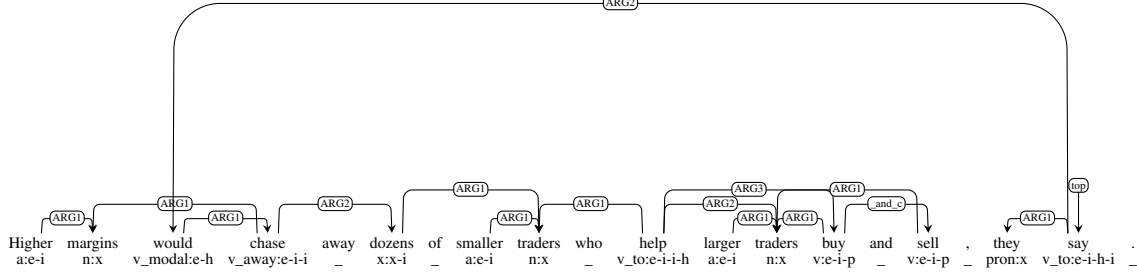 ARG2
ARG1 ARG3 ARG1 top
ARG1 ARG2 ARG1 ARG2 _and_c
ARG1 ARG1 ARG1 ARG1 ARG1 ARG1
Higher margins would chase away dozens of smaller traders who help larger traders buy and sell , they say .
a:e-i n:x v_modal:e-h v_away:e-i-i _ x:x-i _ a:e-i n:x _ v_to:e-i-i-h a:e-i n:x v:e-i-p _ v:e-i-p _ pron:x v_to:e-i-h-i _